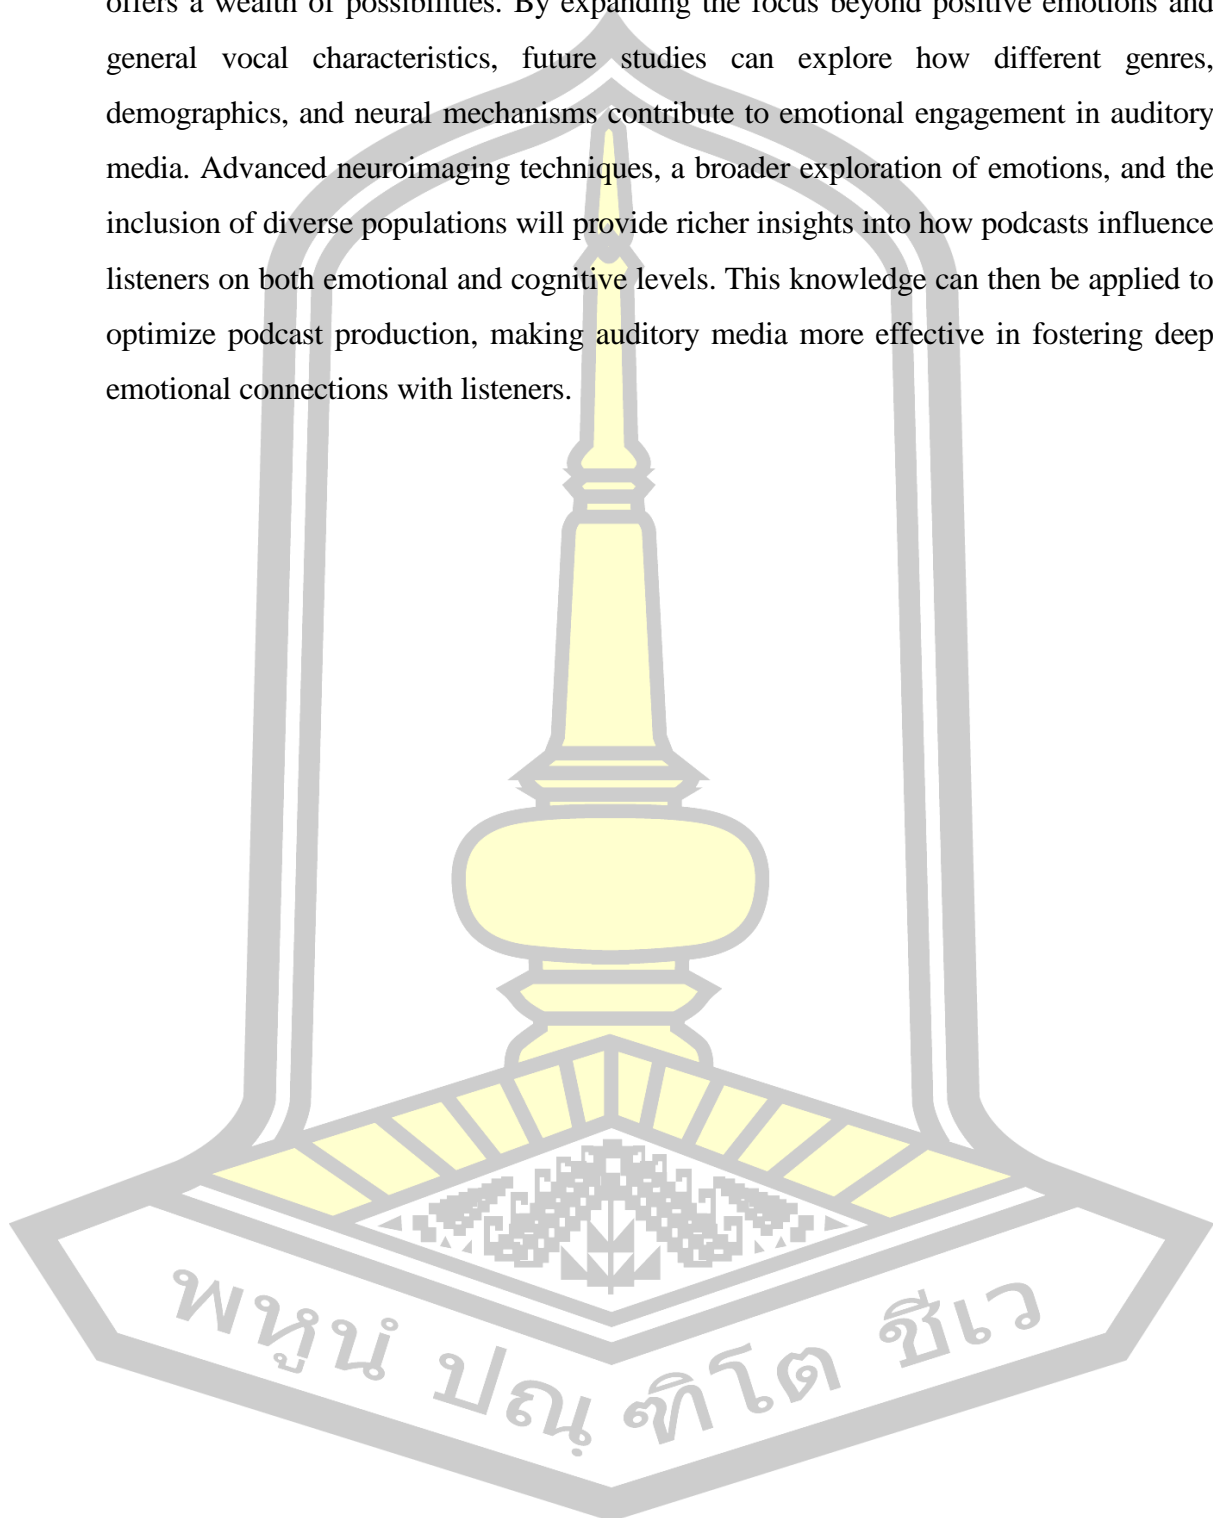 offers a wealth of possibilities. By expanding the focus beyond positive emotions and
general vocal characteristics, future studies can explore how different genres,
demographics, and neural mechanisms contribute to emotional engagement in auditory
media. Advanced neuroimaging techniques, a broader exploration of emotions, and the
inclusion of diverse populations will provide richer insights into how podcasts influence
listeners on both emotional and cognitive levels. This knowledge can then be applied to
optimize podcast production, making auditory media more effective in fostering deep
emotional connections with listeners.
พหูนํ ปณฺ ฑิโต ชีเว